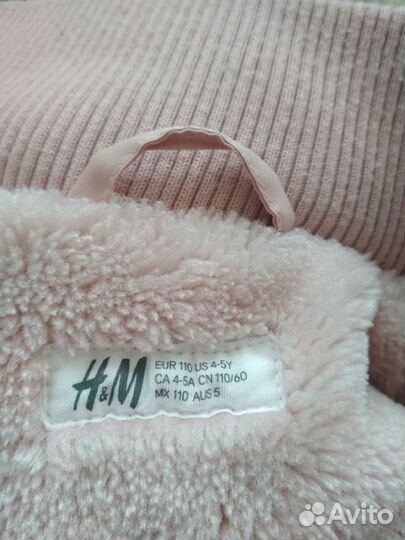 H&M
EUR 110 US 4-5Y
CA 4-5A CN 110/60
MX 110 AUS 5
Avito